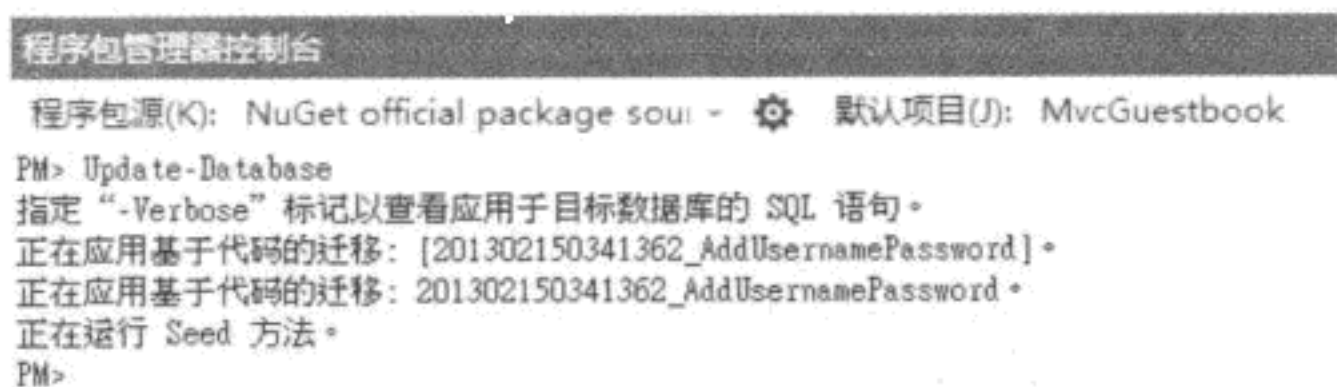 程序包管理器控制台
程序包源(K): NuGet official package sour 默认项目(J): MvcGuestbook
PM> Update-Database
指定“-Verbose”标记以查看应用于目标数据库的 SQL 语句。
正在应用基于代码的迁移: [201302150341362_AddUsernamePassword]。
正在应用基于代码的迁移: 201302150341362_AddUsernamePassword。
正在运行 Seed 方法。
PM>